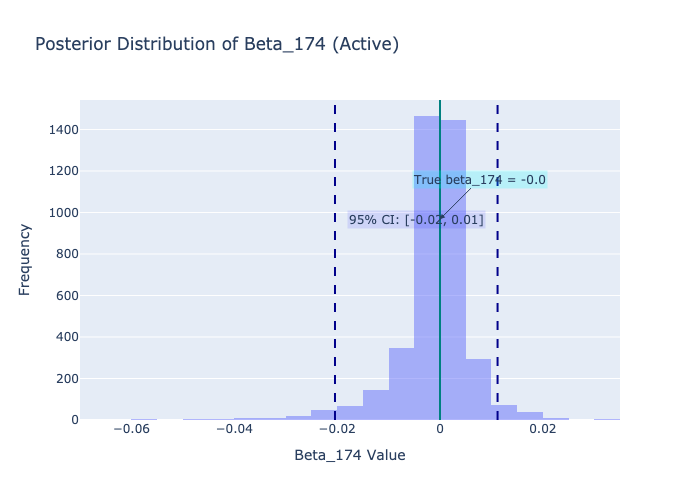 Posterior Distribution of Beta_174 (Active)
1400
1200
1000
800
600
400
200
0
Frequency
True beta_174 = -0.0
95% CI: [-0.02, 0.01]
−0.06
−0.04
−0.02
0
0.02
Beta_174 Value